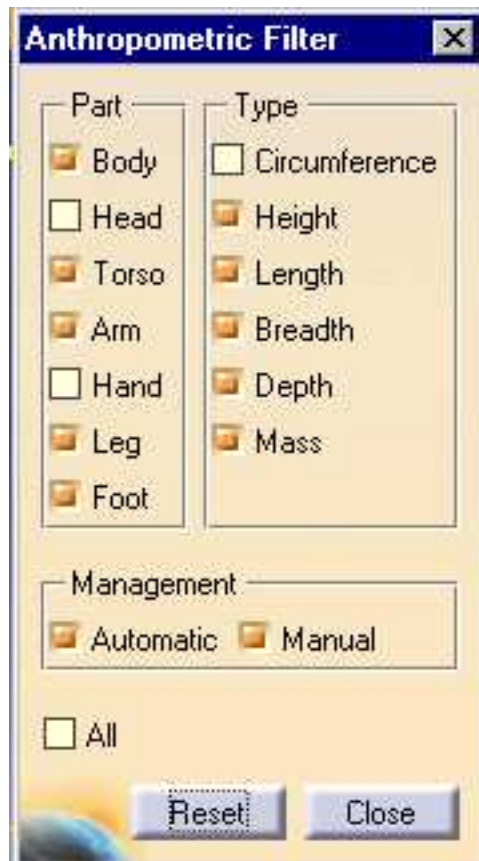 Anthropometric Filter
Part
Body
Head
Torso
Arm
Hand
Leg
Foot
Type
Circumference
Height
Length
Breadth
Depth
Mass
Management
Automatic Manual
All
Reset Close